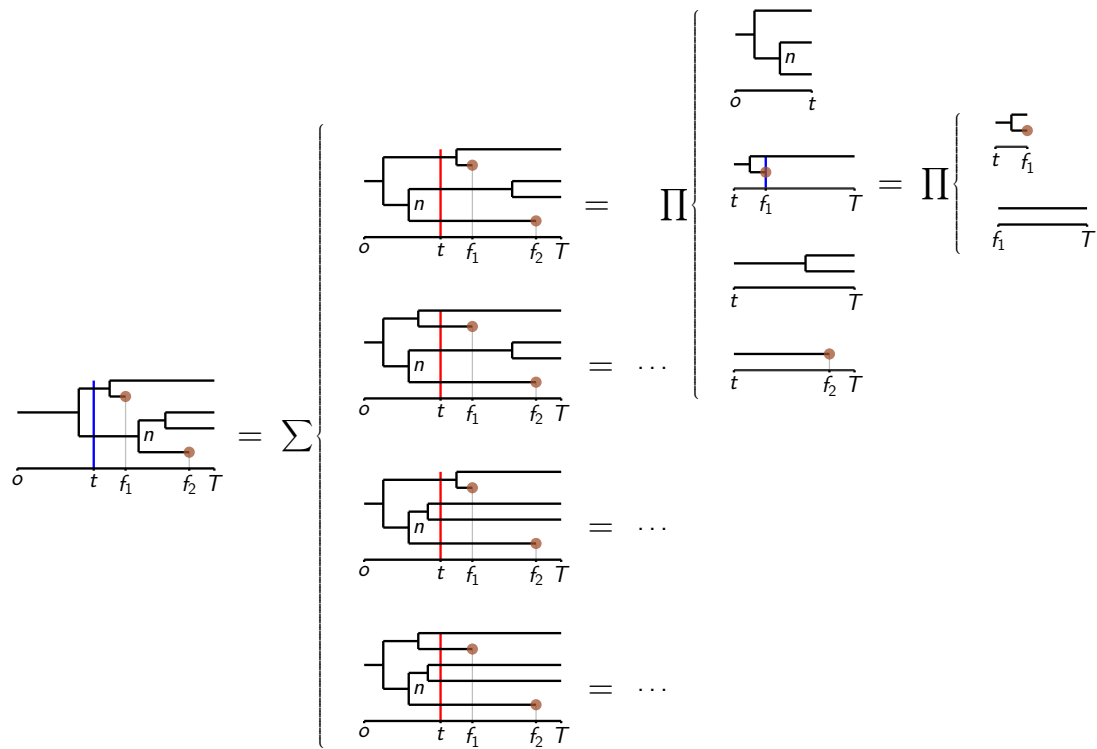 n
o t f₁ f₂ T
= ∑
n
o t f₁ f₂ T
= ∏
n
o t f₁ f₂ T
= ⋯
n
o t f₁ f₂ T
= ⋯
n
o t f₁ f₂ T
= ⋯
n
o t
t f₁ T
= ∏
t T
t f₂ T
t f₁
f₁ T